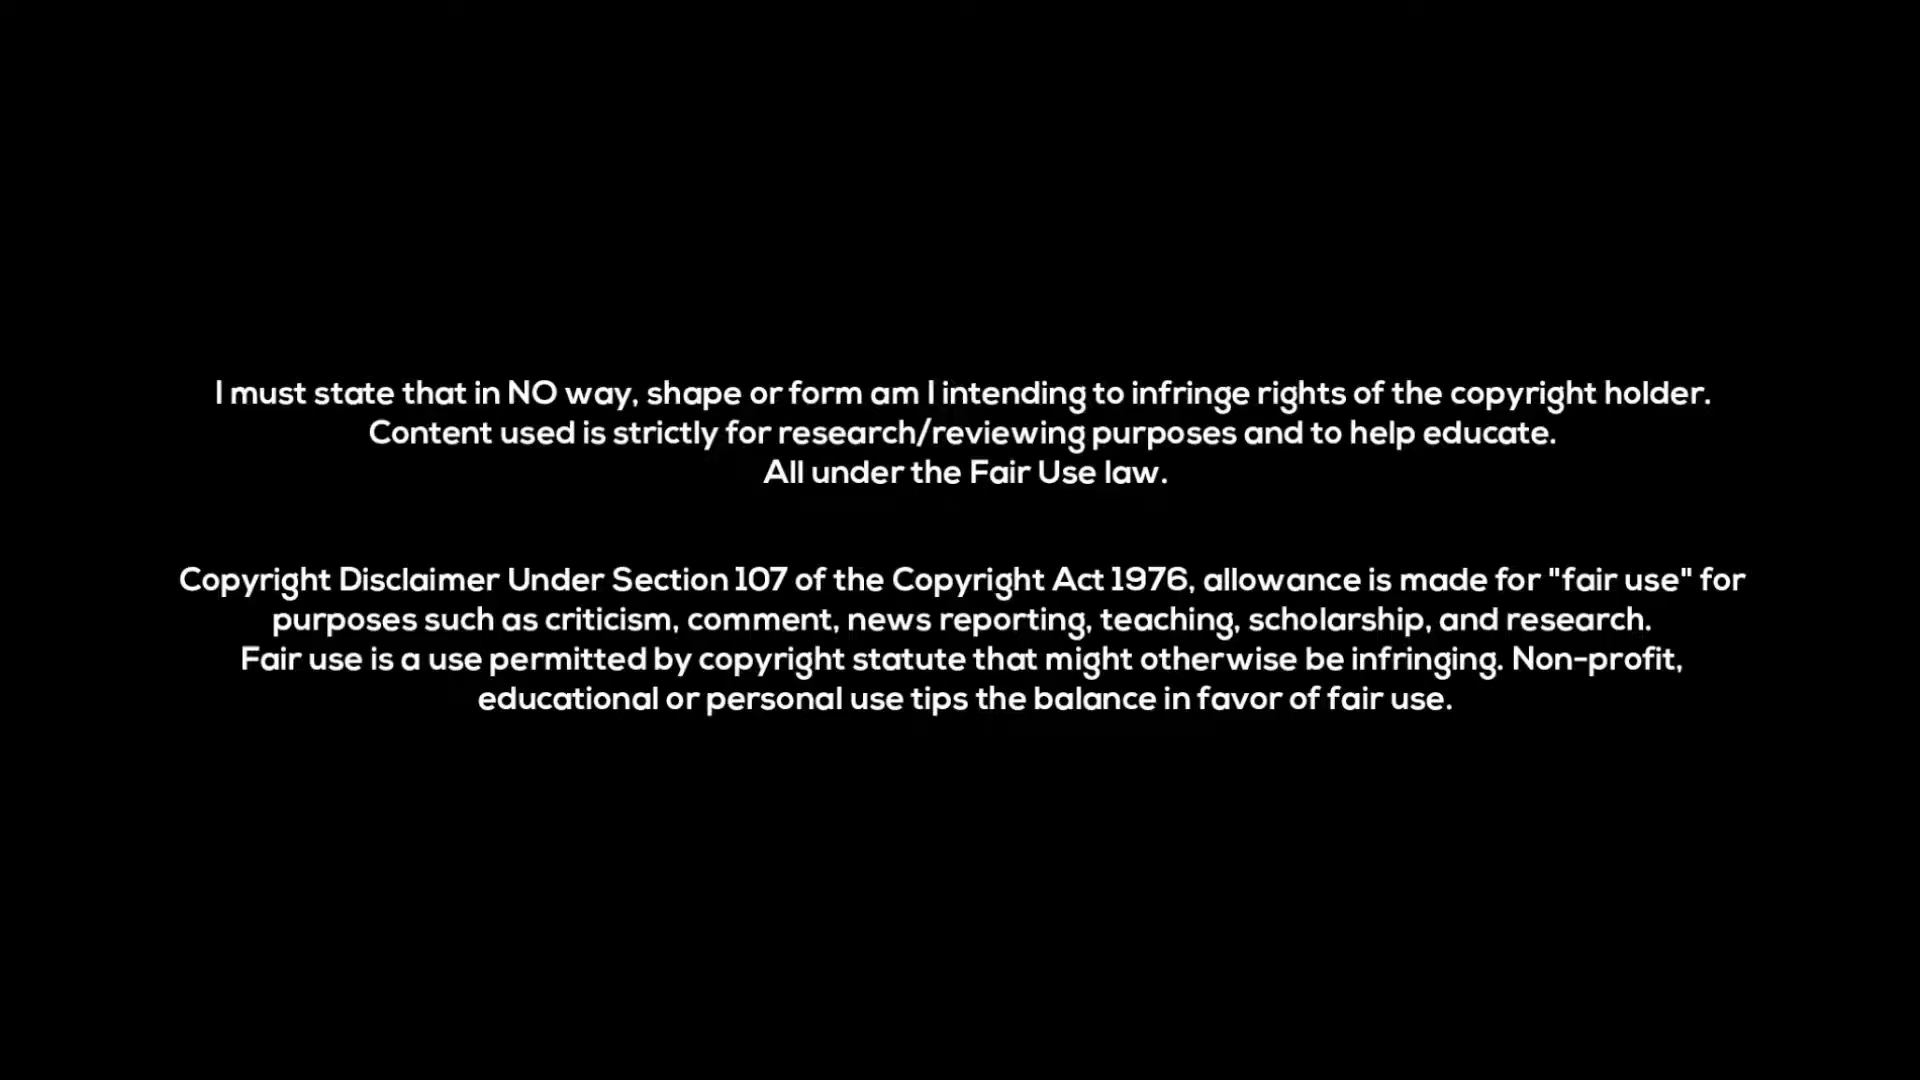 I must state that in NO way, shape or form am I intending to infringe rights of the copyright holder.
Content used is strictly for research/reviewing purposes and to help educate.
All under the Fair Use law.
Copyright Disclaimer Under Section 107 of the Copyright Act 1976, allowance is made for "fair use" for
purposes such as criticism, comment, news reporting, teaching, scholarship, and research.
Fair use is a use permitted by copyright statute that might otherwise be infringing. Non-profit,
educational or personal use tips the balance in favor of fair use.